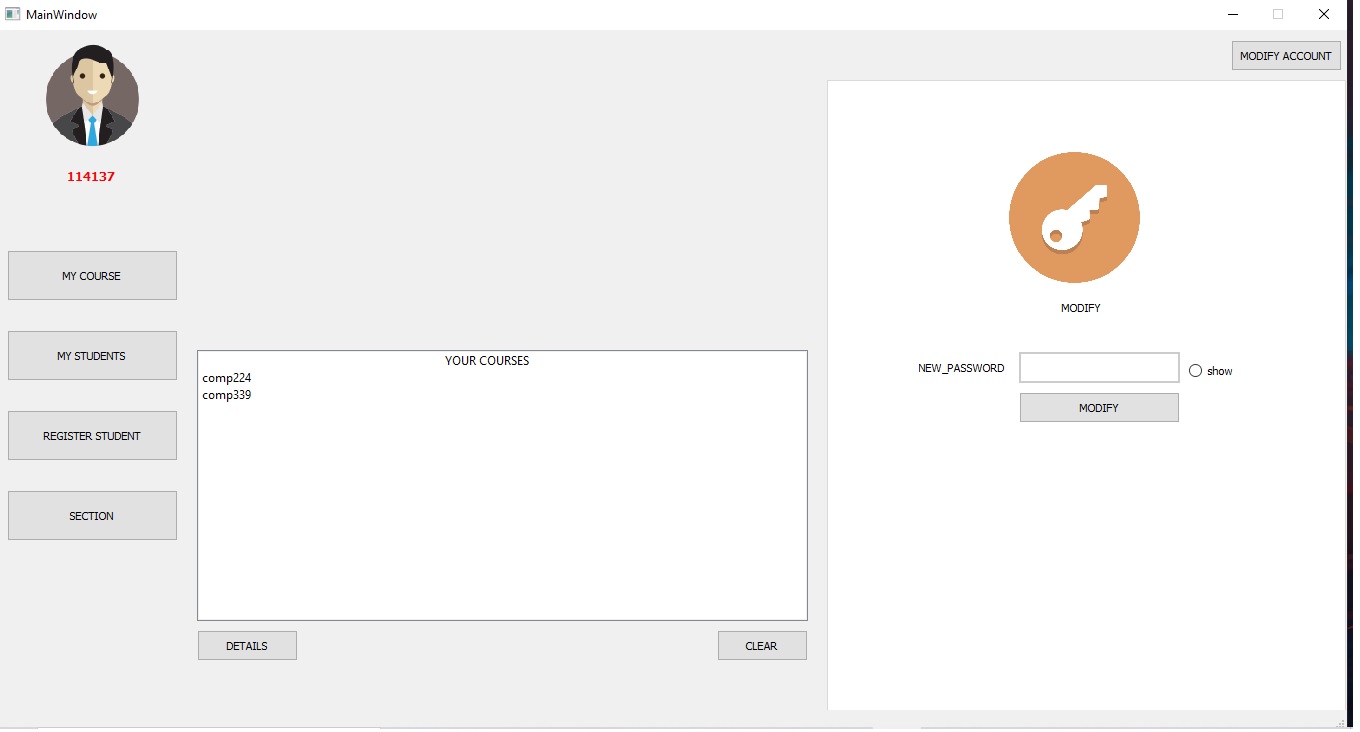 MainWindow
MODIFY ACCOUNT
114137
MY COURSE
MY STUDENTS
REGISTER STUDENT
SECTION
YOUR COURSES
comp224
comp339
DETAILS
CLEAR
MODIFY
NEW_PASSWORD
show
MODIFY